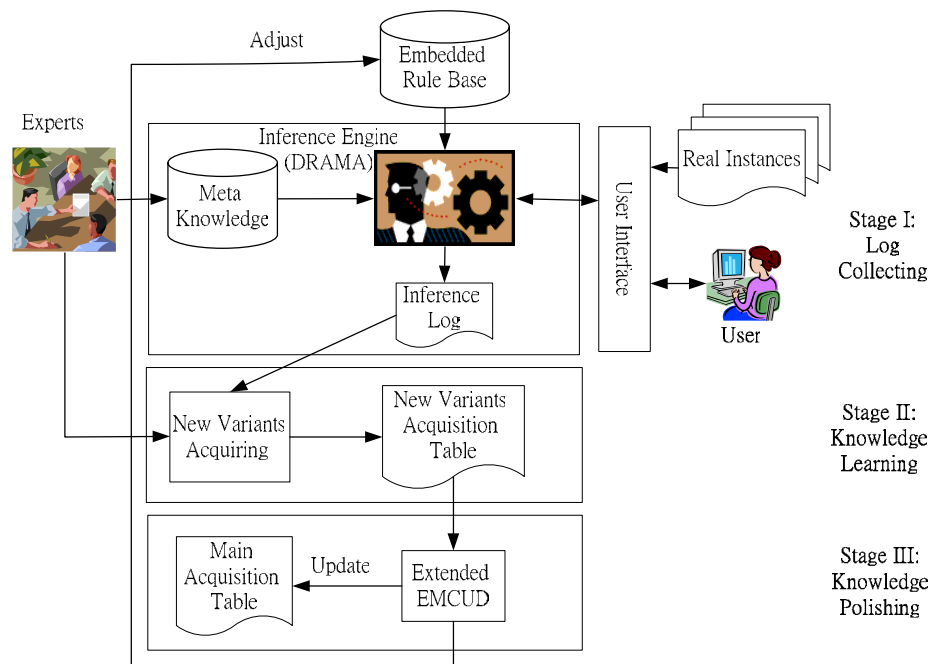 Adjust
Embedded
Rule Base
Experts
Inference Engine
(DRAMA)
Meta
Knowledge
User Interface
Real Instances
Stage I:
Log
Collecting
Inference
Log
User
New Variants
Acquiring
New Variants
Acquisition
Table
Stage II:
Knowledge
Learning
Main
Acquisition
Table
Update
Extended
EMCUD
Stage III:
Knowledge
Polishing